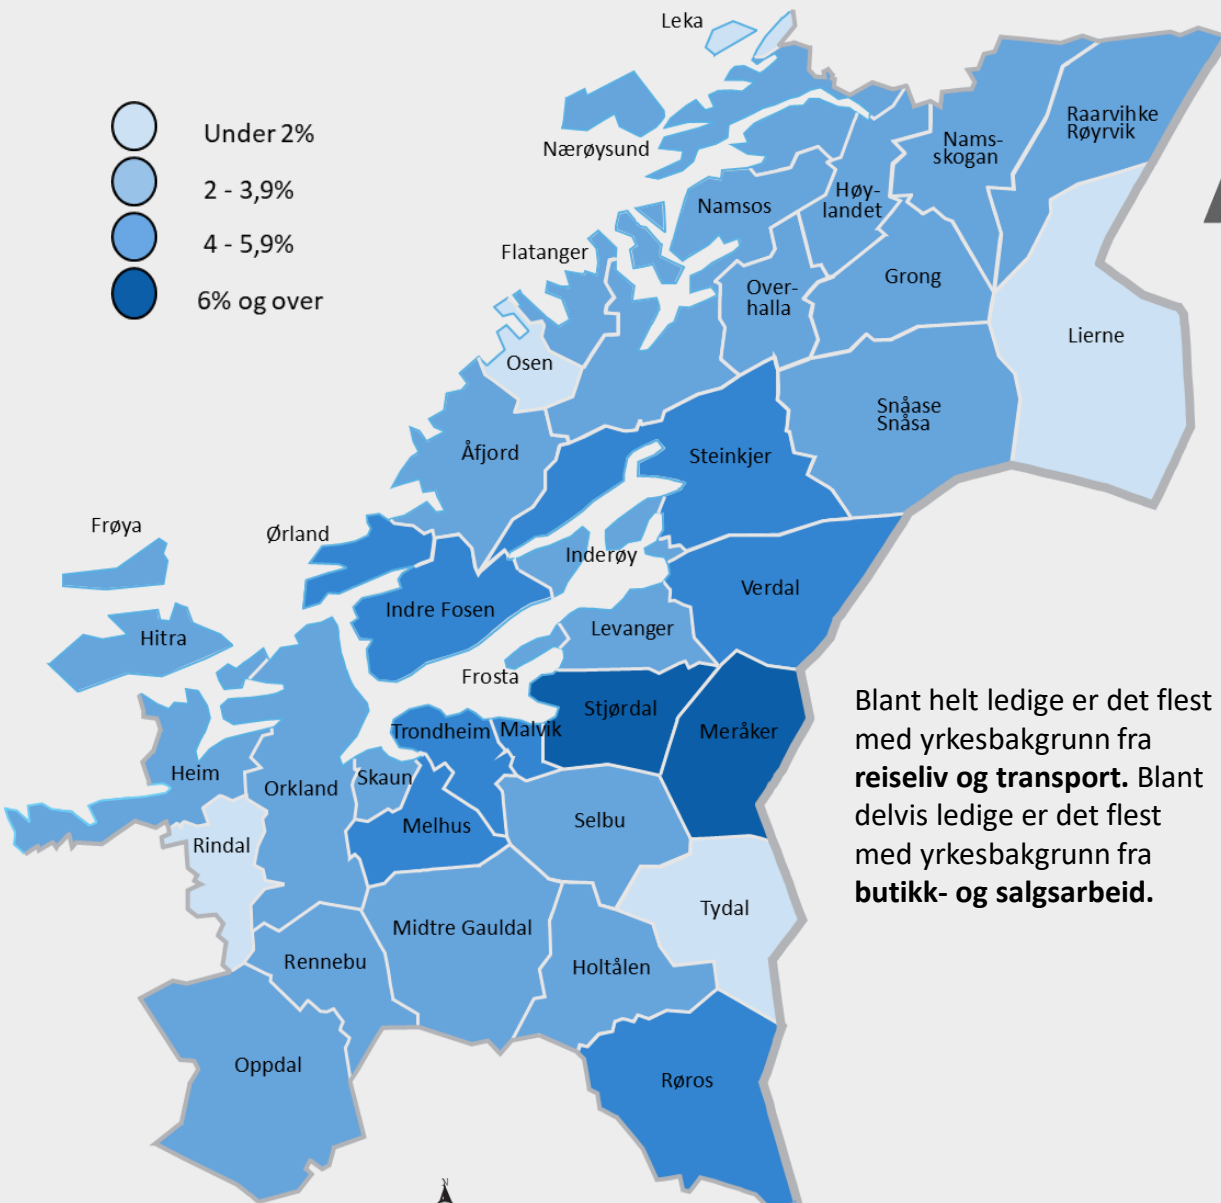 Leka
Under 2%
2 - 3,9%
4 - 5,9%
6% og over
Nærøysund
Raarvihke
Røyrvik
Nams-
skogan
Høy-
landet
Namsos
Flatanger
Grong
Over-
halla
Lierne
Osen
Snåase
Snåsa
Åfjord
Steinkjer
Frøya
Ørland
Inderøy
Verdal
Indre Fosen
Levanger
Hitra
Frosta
Stjørdal
Meråker
Trondheim
Malvik
Heim
Orkland
Skaun
Melhus
Selbu
Rindal
Tydal
Midtre Gauldal
Rennebu
Holtålen
Oppdal
Røros
Blant helt ledige er det flest
med yrkesbakgrunn fra
reiseliv og transport. Blant
delvis ledige er det flest
med yrkesbakgrunn fra
butikk- og salgsarbeid.
N